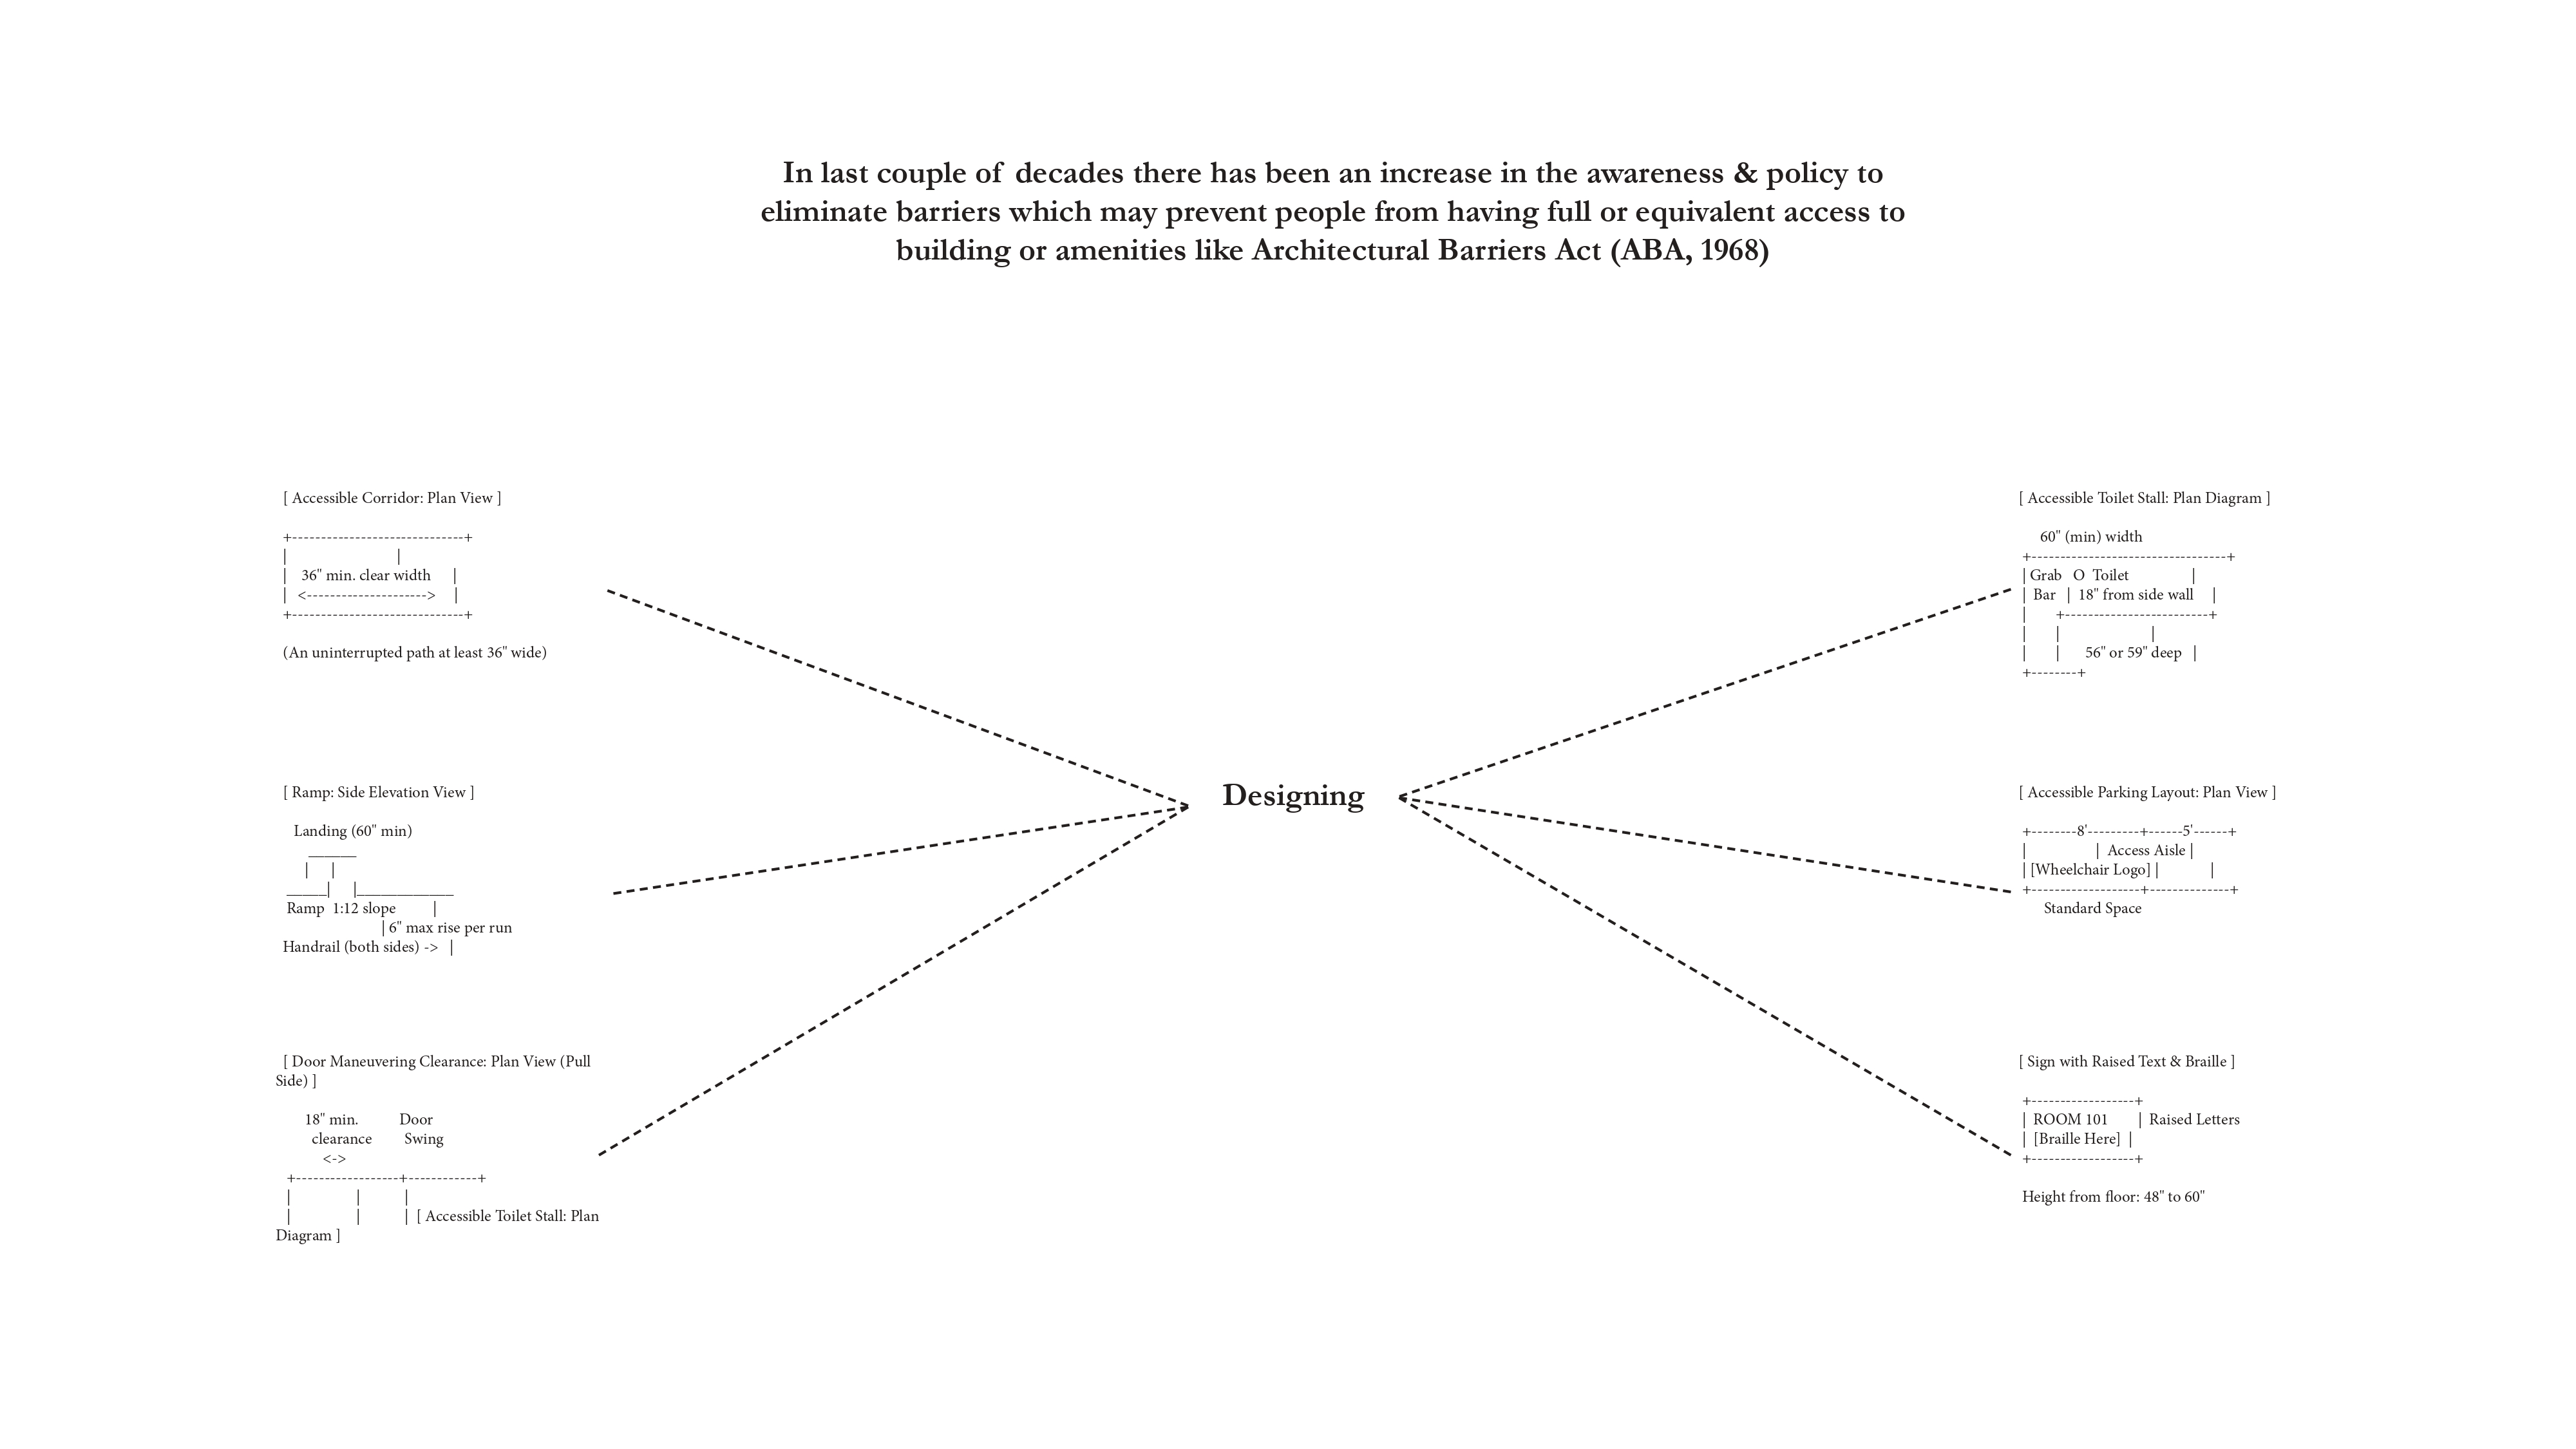 In last couple of decades there has been an increase in the awareness & policy to
eliminate barriers which may prevent people from having full or equivalent access to
building or amenities like Architectural Barriers Act (ABA, 1968)
[ Accessible Corridor: Plan View ]
+-----------------------------+
| |
| 36" min. clear width |
| <---------------------> |
+-----------------------------+
(An uninterrupted path at least 36" wide)
[ Ramp: Side Elevation View ]
Landing (60" min)
______
| |
_____| |____________
Ramp 1:12 slope |
| 6" max rise per run
Handrail (both sides) -> |
[ Door Maneuvering Clearance: Plan View (Pull
Side) ]
18" min. Door
clearance Swing
<->
+------------------+------------+
| | |
| | | [ Accessible Toilet Stall: Plan
Diagram ]
Designing
[ Accessible Toilet Stall: Plan Diagram ]
60" (min) width
+----------------------------------+
| Grab O Toilet |
| Bar | 18" from side wall |
| +-------------------------+
| | |
| | 56" or 59" deep |
+--------+
[ Accessible Parking Layout: Plan View ]
+--------8'---------+------5'------+
| | Access Aisle |
| [Wheelchair Logo] | |
+-------------------+--------------+
Standard Space
[ Sign with Raised Text & Braille ]
+------------------+
| ROOM 101 | Raised Letters
| [Braille Here] |
+------------------+
Height from floor: 48" to 60"